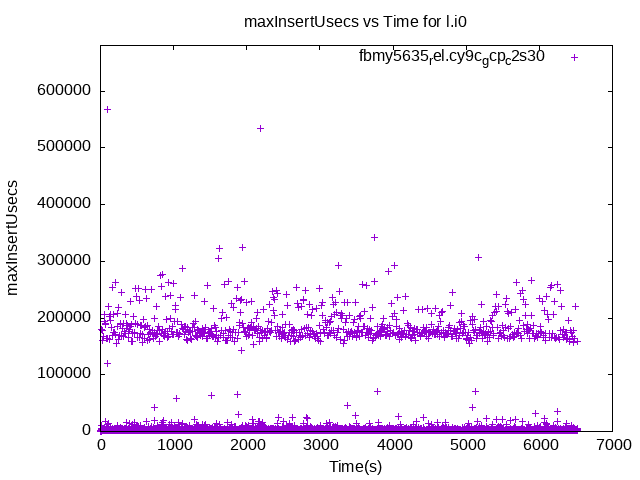 maxInsertUsecs vs Time for l.i0
fbmy5635rel.cy9cgcpc2s30
600000
500000
400000
300000
200000
100000
0
maxInsertUsecs
0 1000 2000 3000 4000 5000 6000 7000
Time(s)